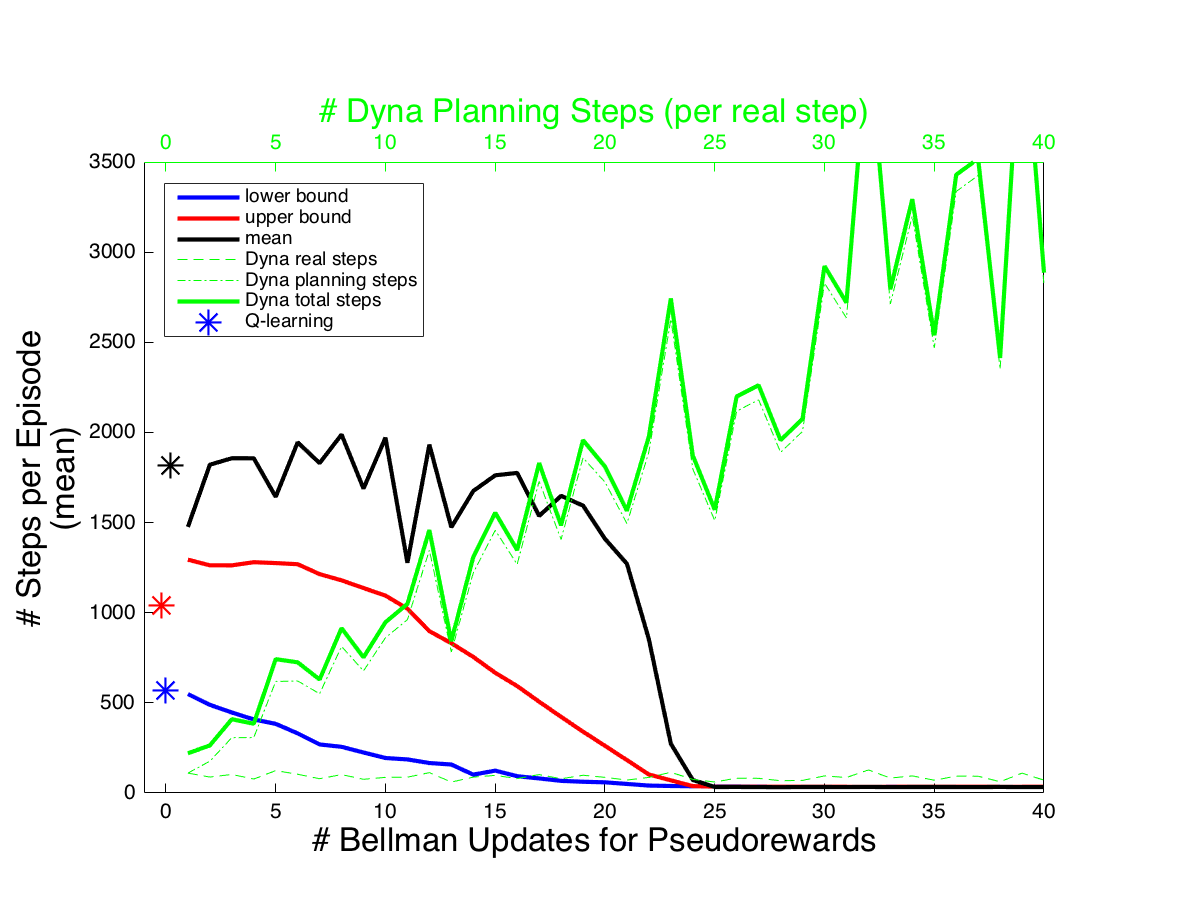 # Dyna Planning Steps (per real step)
0 5 10 15 20 25 30 35 40
3500
3000
2500
2000
1500
1000
500
0
lower bound
upper bound
mean
Dyna real steps
Dyna planning steps
Dyna total steps
Q-learning
# Steps per Episode
(mean)
0 5 10 15 20 25 30 35 40
# Bellman Updates for Pseudorewards